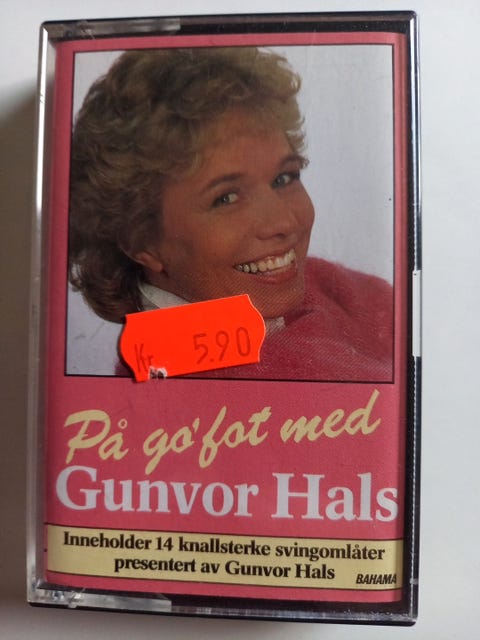 Kr. 5.90
På go'fot med
Gunvor Hals
Inneholder 14 knallsterke svingomlåter
presentert av Gunvor Hals
BAHAMA